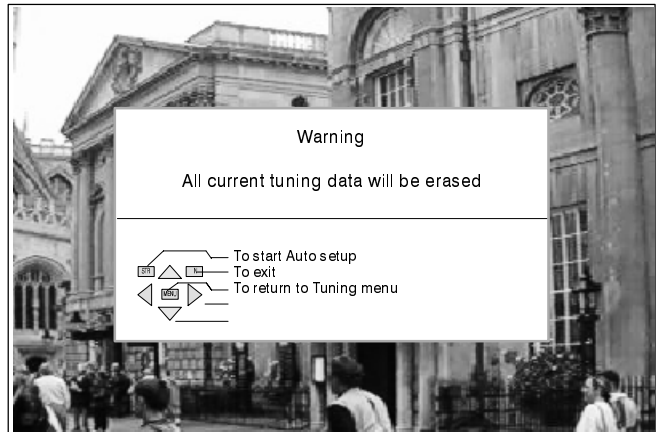 Warning
All current tuning data will be erased
To start Auto setup
STR
To exit
MENU
To return to Tuning menu